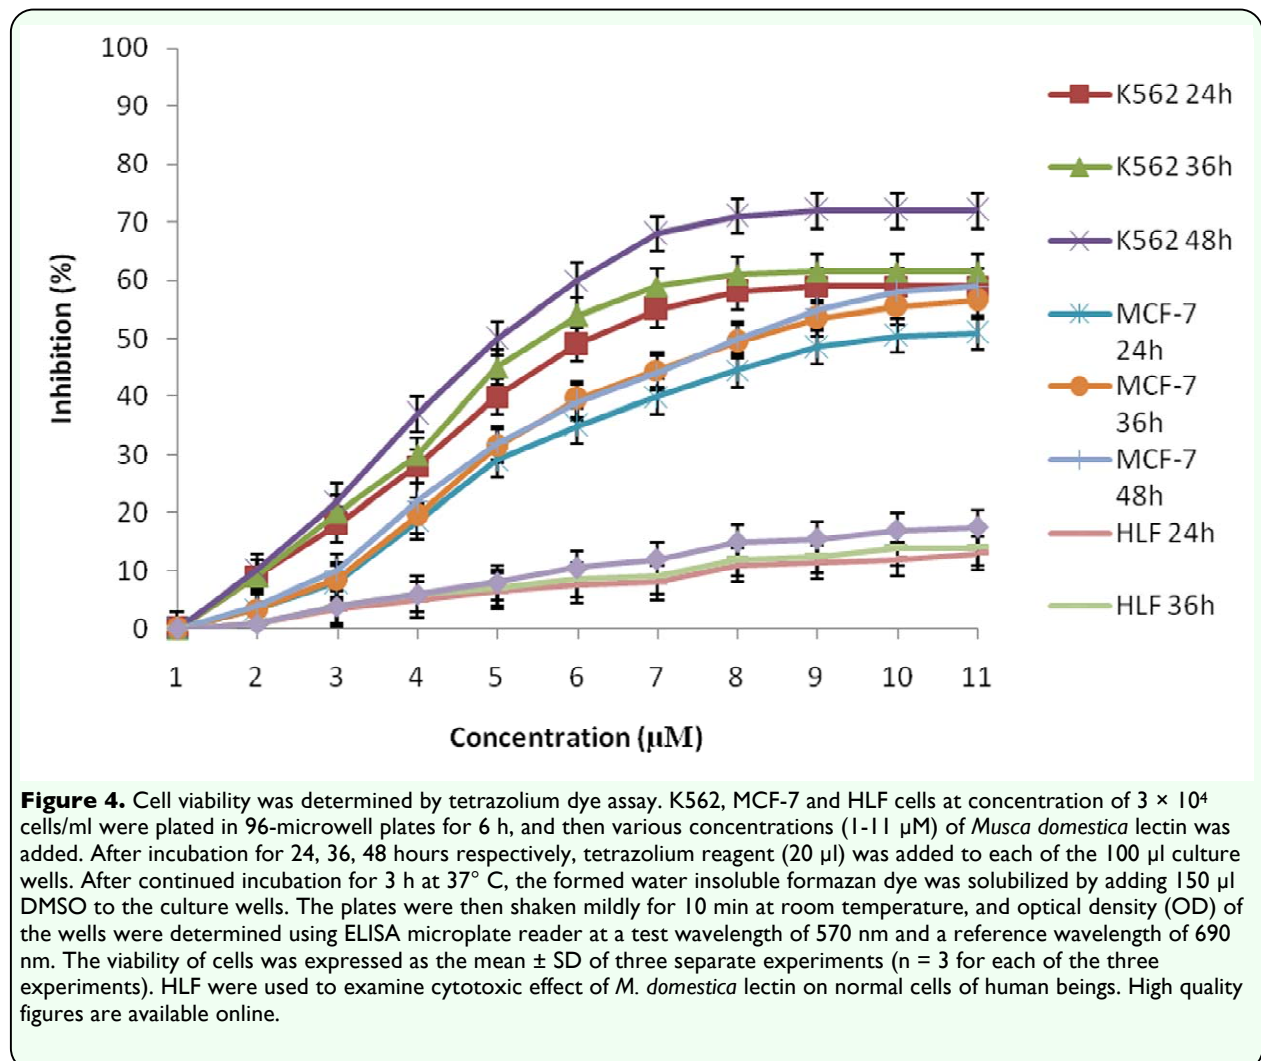 100
90
80
70
60
50
40
30
20
10
0
Inhibition (%)
1 2 3 4 5 6 7 8 9 10 11
Concentration (µM)
K562 24h
K562 36h
K562 48h
MCF-7
24h
MCF-7
36h
MCF-7
48h
HLF 24h
HLF 36h
Figure 4. Cell viability was determined by tetrazolium dye assay. K562, MCF-7 and HLF cells at concentration of 3 × 10⁴
cells/ml were plated in 96-microwell plates for 6 h, and then various concentrations (1-11 µM) of Musca domestica lectin was
added. After incubation for 24, 36, 48 hours respectively, tetrazolium reagent (20 µl) was added to each of the 100 µl culture
wells. After continued incubation for 3 h at 37° C, the formed water insoluble formazan dye was solubilized by adding 150 µl
DMSO to the culture wells. The plates were then shaken mildly for 10 min at room temperature, and optical density (OD) of
the wells were determined using ELISA microplate reader at a test wavelength of 570 nm and a reference wavelength of 690
nm. The viability of cells was expressed as the mean ± SD of three separate experiments (n = 3 for each of the three
experiments). HLF were used to examine cytotoxic effect of M. domestica lectin on normal cells of human beings. High quality
figures are available online.